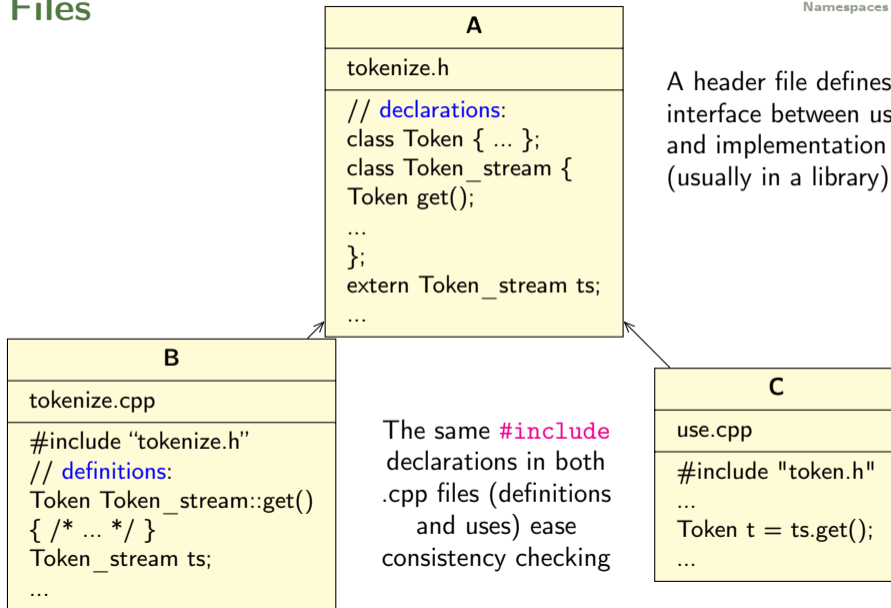 Files
Namespaces
A
tokenize.h
// declarations:
class Token { ... };
class Token_stream {
Token get();
...
};
extern Token_stream ts;
...
A header file defines
interface between us
and implementation
(usually in a library)
B
tokenize.cpp
#include “tokenize.h”
// definitions:
Token Token_stream::get()
{ /* ... */ }
Token_stream ts;
...
The same #include
declarations in both
.cpp files (definitions
and uses) ease
consistency checking
C
use.cpp
#include "token.h"
...
Token t = ts.get();
...